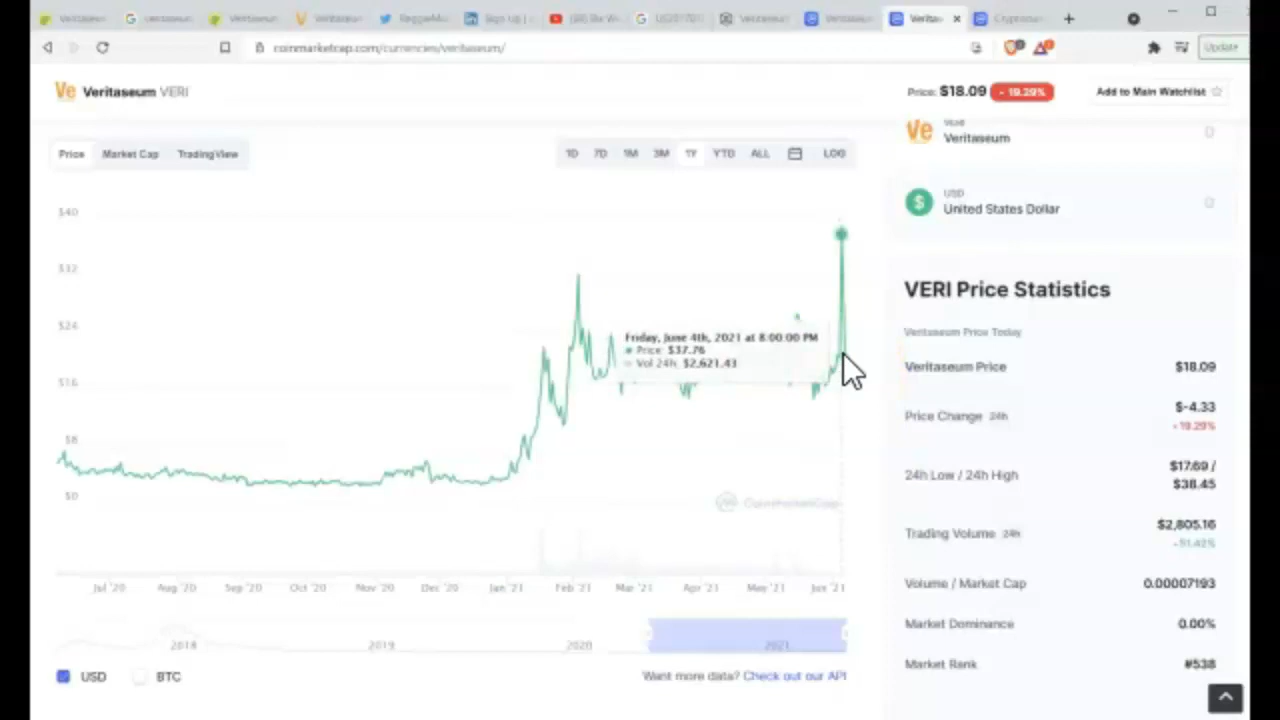 coinmarketcap.com/currencies/veritaseum/
Update
Ve Veritaseum VERI
Price: $18.09 - 19.29%
Add to Main Watchlist
Price Market Cap TradingView
1D 7D 1M 3M 1Y YTD ALL LOG
Ve
Veritaseum
$ USD
United States Dollar
$40
$32
$24
$16
$8
$0
Friday, June 4th, 2021 at 8:00:00 PM
Price: $37.76
Vol 24h: $2,621.43
CoinMarketCap
Jul '20 Aug '20 Sep '20 Oct '20 Nov '20 Dec '20 Jan '21 Feb '21 Mar '21 Apr '21 May '21 Jun '21
2018 2019 2020 2021
USD BTC
Want more data? Check out our API
VERI Price Statistics
Veritaseum Price Today
Veritaseum Price $18.09
Price Change 24h $-4.33
-19.29%
24h Low / 24h High $17.69 /
$38.45
Trading Volume 24h $2,805.16
Volume / Market Cap 0.00007193
Market Dominance 0.00%
Market Rank #538